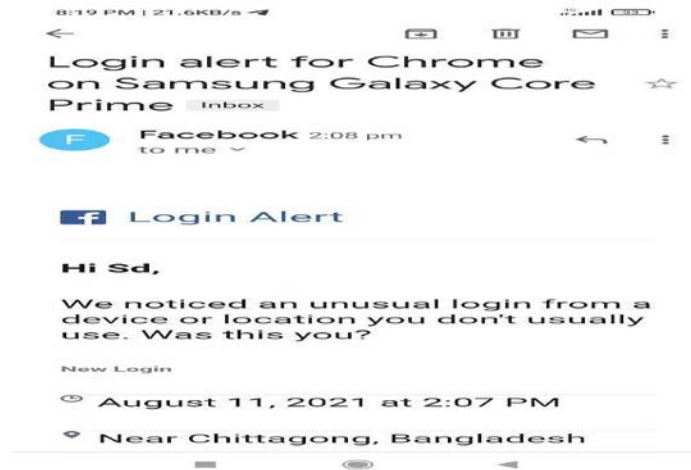 8:19 PM | 21.6KB/s
Login alert for Chrome
on Samsung Galaxy Core
Prime Inbox
F
Facebook 2:08 pm
to me
f Login Alert
Hi Sd,
We noticed an unusual login from a
device or location you don't usually
use. Was this you?
New Login
August 11, 2021 at 2:07 PM
Near Chittagong, Bangladesh